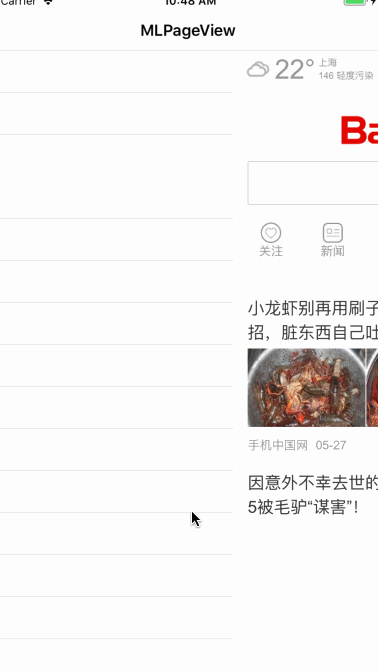 Carrier 10:48 AM
MLPageView
22° 上海
146 轻度污染
Ba
关注 新闻
小龙虾别再用刷子
招，脏东西自己吐
手机中国网 05-27
因意外不幸去世的
5被毛驴“谋害”!